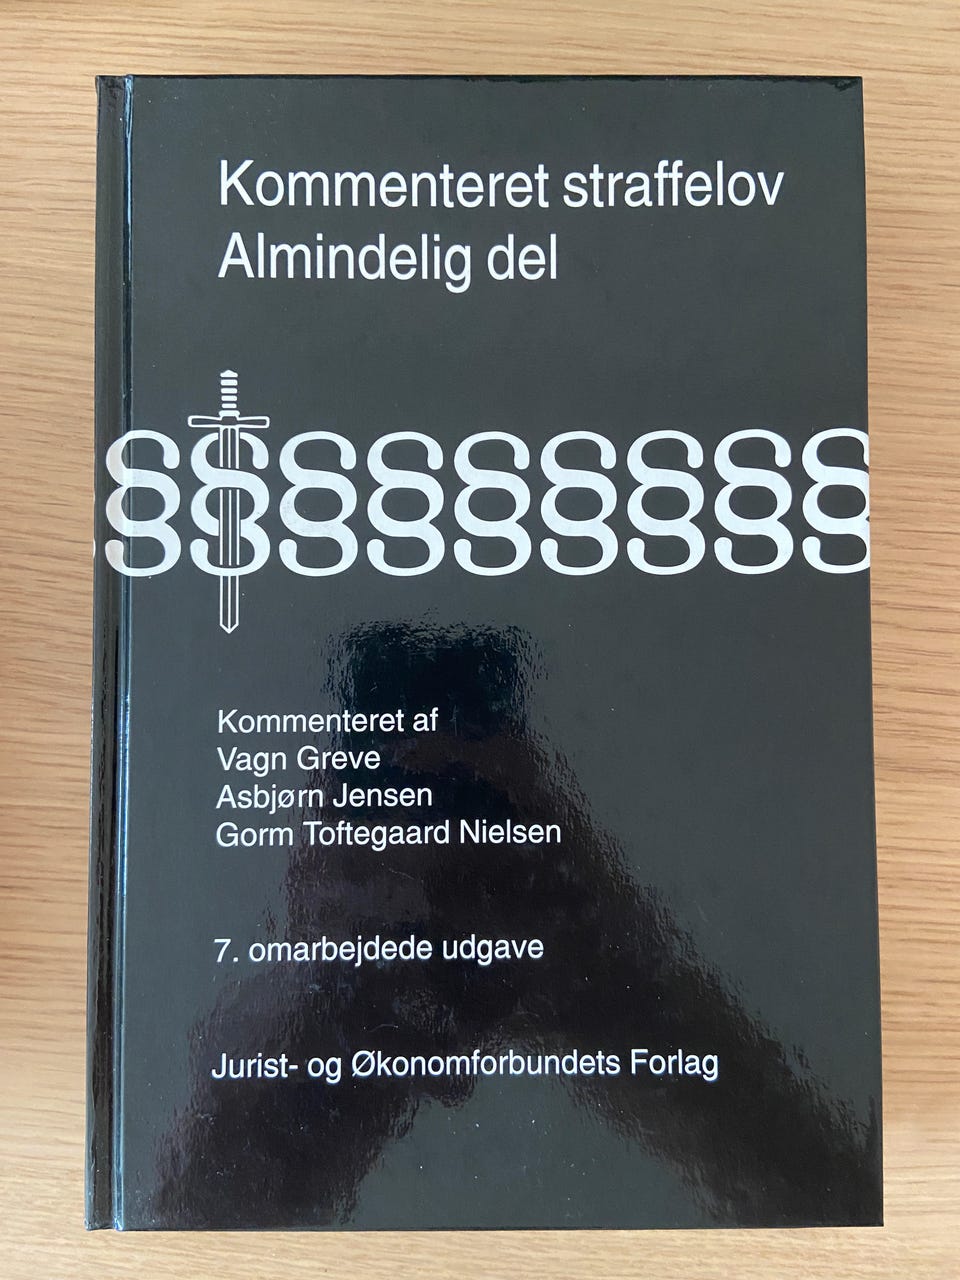 Kommenteret straffelov
Almindelig del
§§§§§§§§§
Kommenteret af
Vagn Greve
Asbjørn Jensen
Gorm Toftegaard Nielsen
7. omarbejdede udgave
Jurist- og Økonomforbundets Forlag